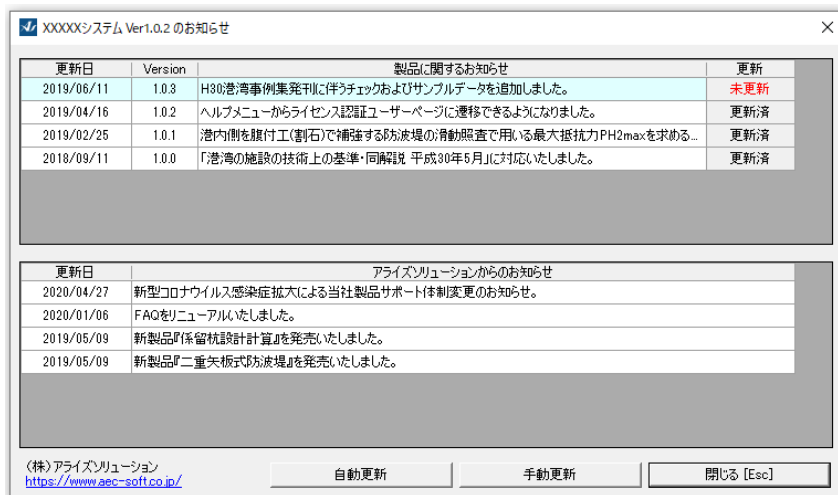 XXXXXシステム Ver1.0.2 のお知らせ
更新日 Version 製品に関するお知らせ 更新
2019/06/11 1.0.3 H30港湾事例集発刊に伴うチェックおよびサンプルデータを追加しました。 未更新
2019/04/16 1.0.2 ヘルプメニューからライセンス認証ユーザーページに遷移できるようになりました。 更新済
2019/02/25 1.0.1 港内側を腹付工(割石)で補強する防波堤の滑動照査で用いる最大抵抗力PH2maxを求める... 更新済
2018/09/11 1.0.0 「港湾の施設の技術上の基準・同解説 平成30年5月」に対応いたしました。 更新済
更新日 アライズソリューションからのお知らせ
2020/04/27 新型コロナウイルス感染症拡大による当社製品サポート体制変更のお知らせ。
2020/01/06 FAQをリニューアルいたしました。
2019/05/09 新製品『係留杭設計計算』を発売いたしました。
2019/05/09 新製品『二重矢板式防波堤』を発売いたしました。
(株)アライズソリューション
https://www.aec-soft.co.jp/
自動更新 手動更新 閉じる [Esc]